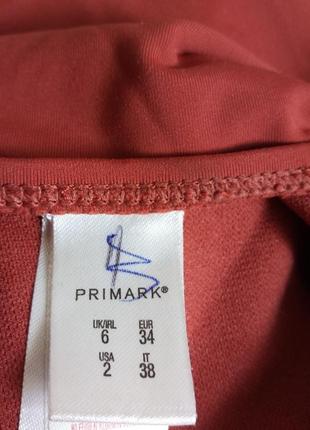 PRIMARK®
UK/IRL EUR
6 34
USA IT
2 38